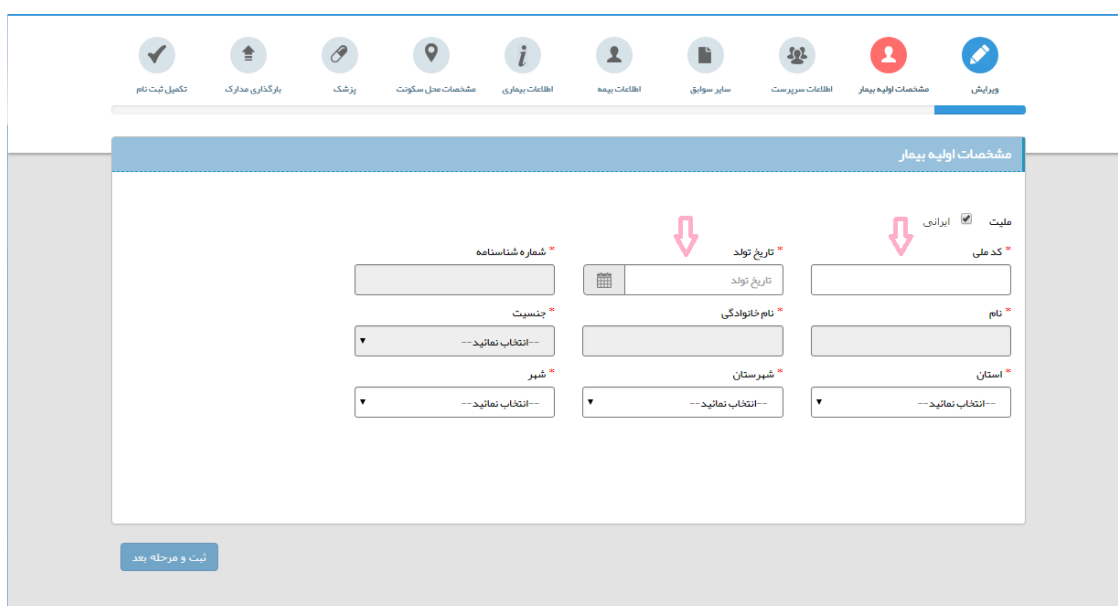 ویرایش
مشخصات اولیه بیمار
اطلاعات سرپرست
سایر سوابق
اطلاعات بیمه
اطلاعات بیماری
مشخصات محل سکونت
پزشک
بارگذاری مدارک
تکمیل ثبت نام
مشخصات اولیه بیمار
ملیت ایرانی
* کد ملی
* تاریخ تولد
* شماره شناسنامه
تاریخ تولد
* نام
* نام خانوادگی
* جنسیت
--انتخاب نمائید--
* استان
* شهرستان
* شهر
--انتخاب نمائید--
--انتخاب نمائید--
--انتخاب نمائید--
ثبت و مرحله بعد